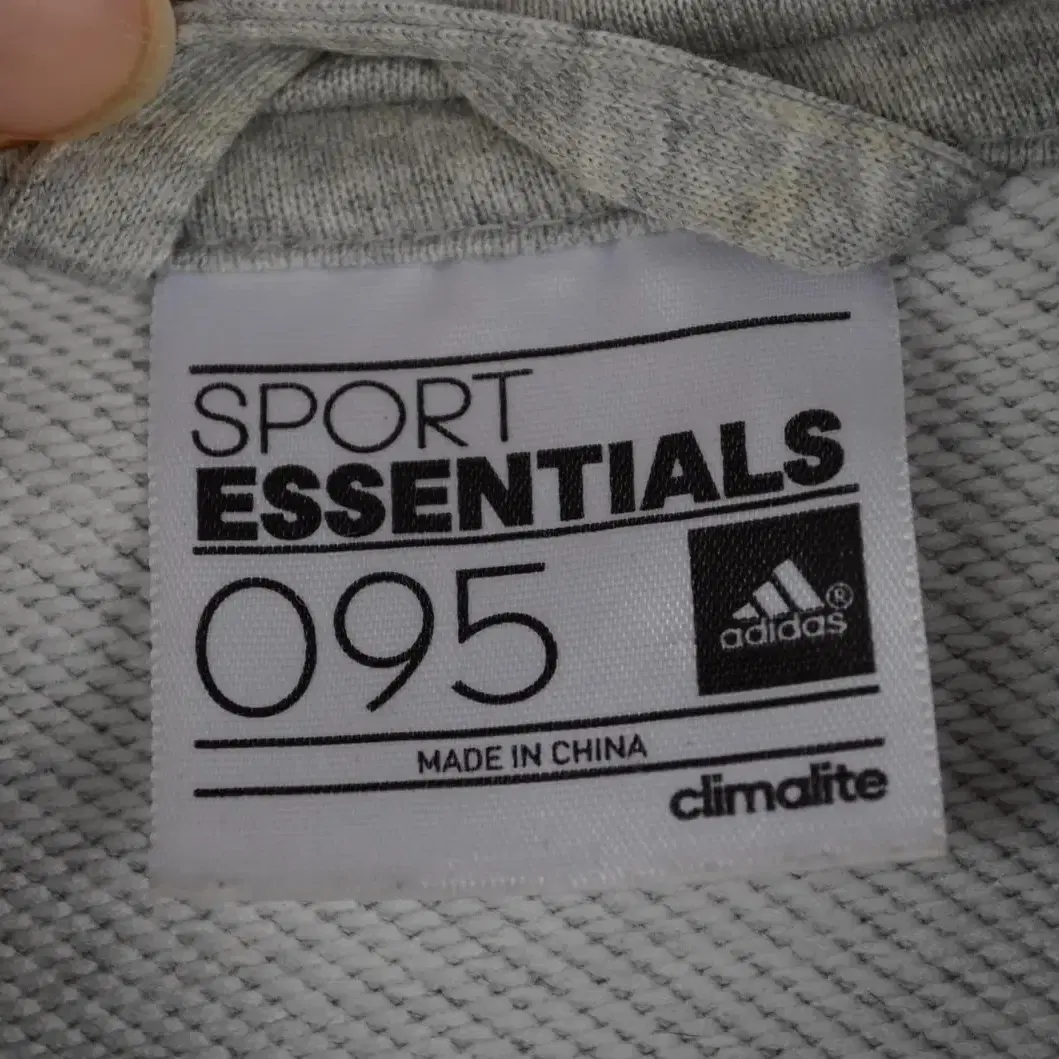 SPORT
ESSENTIALS
095
adidas®
MADE IN CHINA
climalite